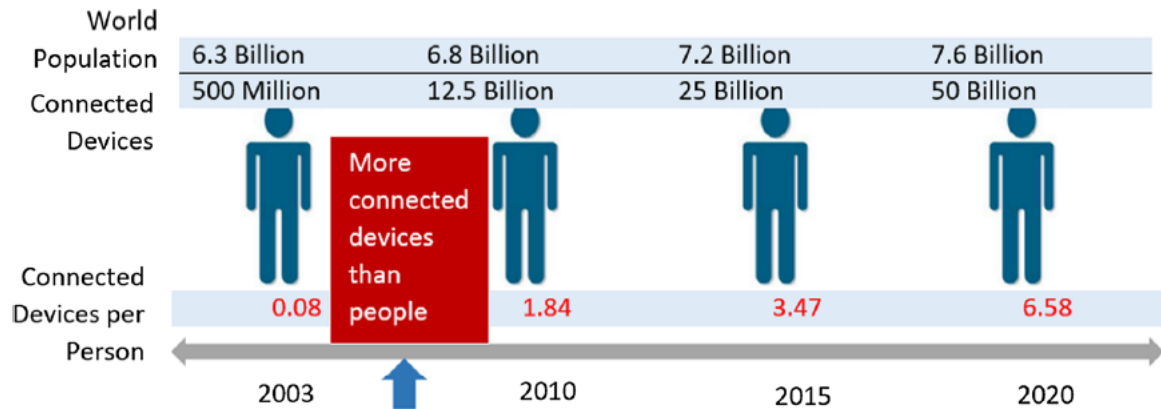 World
Population
6.3 Billion 6.8 Billion 7.2 Billion 7.6 Billion
Connected
Devices
500 Million 12.5 Billion 25 Billion 50 Billion
More
connected
devices
than
people
Connected
Devices per
Person
0.08 1.84 3.47 6.58
2003 2010 2015 2020